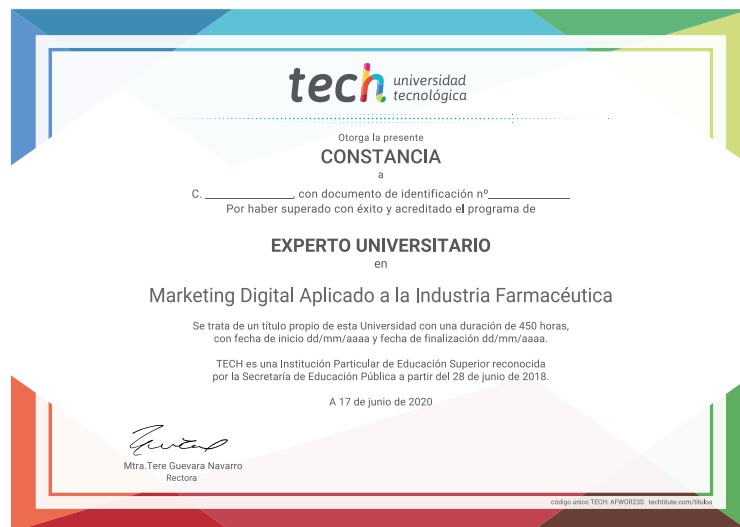 tech universidad
tecnológica
Otorga la presente
CONSTANCIA
a
C. ______________, con documento de identificación nº______________
Por haber superado con éxito y acreditado el programa de
EXPERTO UNIVERSITARIO
en
Marketing Digital Aplicado a la Industria Farmacéutica
Se trata de un título propio de esta Universidad con una duración de 450 horas,
con fecha de inicio dd/mm/aaaa y fecha de finalización dd/mm/aaaa.
TECH es una Institución Particular de Educación Superior reconocida
por la Secretaría de Educación Pública a partir del 28 de junio de 2018.
A 17 de junio de 2020
Mtra.Tere Guevara Navarro
Rectora
código único TECH: AFWOR23S techtitute.com/titulos